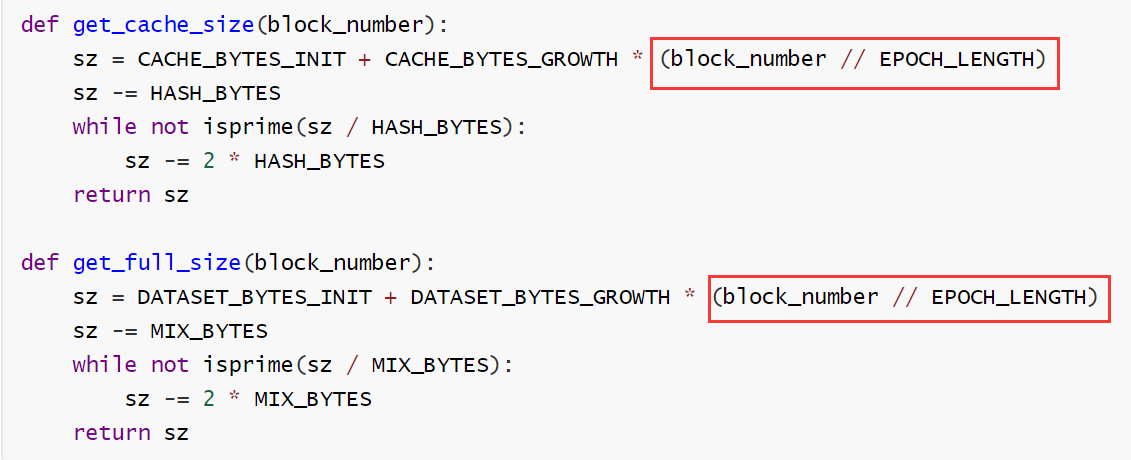 def get_cache_size(block_number):
    sz = CACHE_BYTES_INIT + CACHE_BYTES_GROWTH * (block_number // EPOCH_LENGTH)
    sz -= HASH_BYTES
    while not isprime(sz / HASH_BYTES):
        sz -= 2 * HASH_BYTES
    return sz

def get_full_size(block_number):
    sz = DATASET_BYTES_INIT + DATASET_BYTES_GROWTH * (block_number // EPOCH_LENGTH)
    sz -= MIX_BYTES
    while not isprime(sz / MIX_BYTES):
        sz -= 2 * MIX_BYTES
    return sz